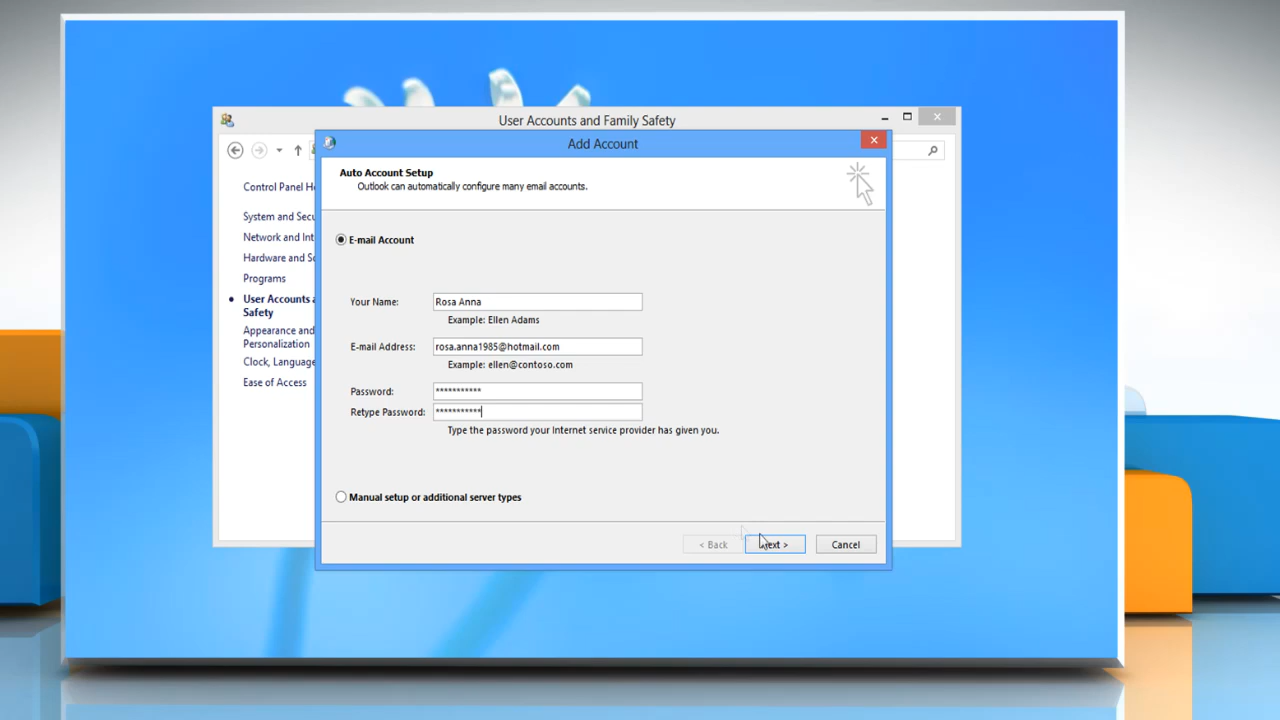 User Accounts and Family Safety
Add Account
Control Panel H
System and Secu
Network and Int
Hardware and So
Programs
User Accounts a
Safety
Appearance and
Personalization
Clock, Language
Ease of Access
Auto Account Setup
Outlook can automatically configure many email accounts.
E-mail Account
Your Name: Rosa Anna
Example: Ellen Adams
E-mail Address: rosa.anna1985@hotmail.com
Example: ellen@contoso.com
Password: ***********
Retype Password: ***********
Type the password your Internet service provider has given you.
Manual setup or additional server types
< Back Next > Cancel